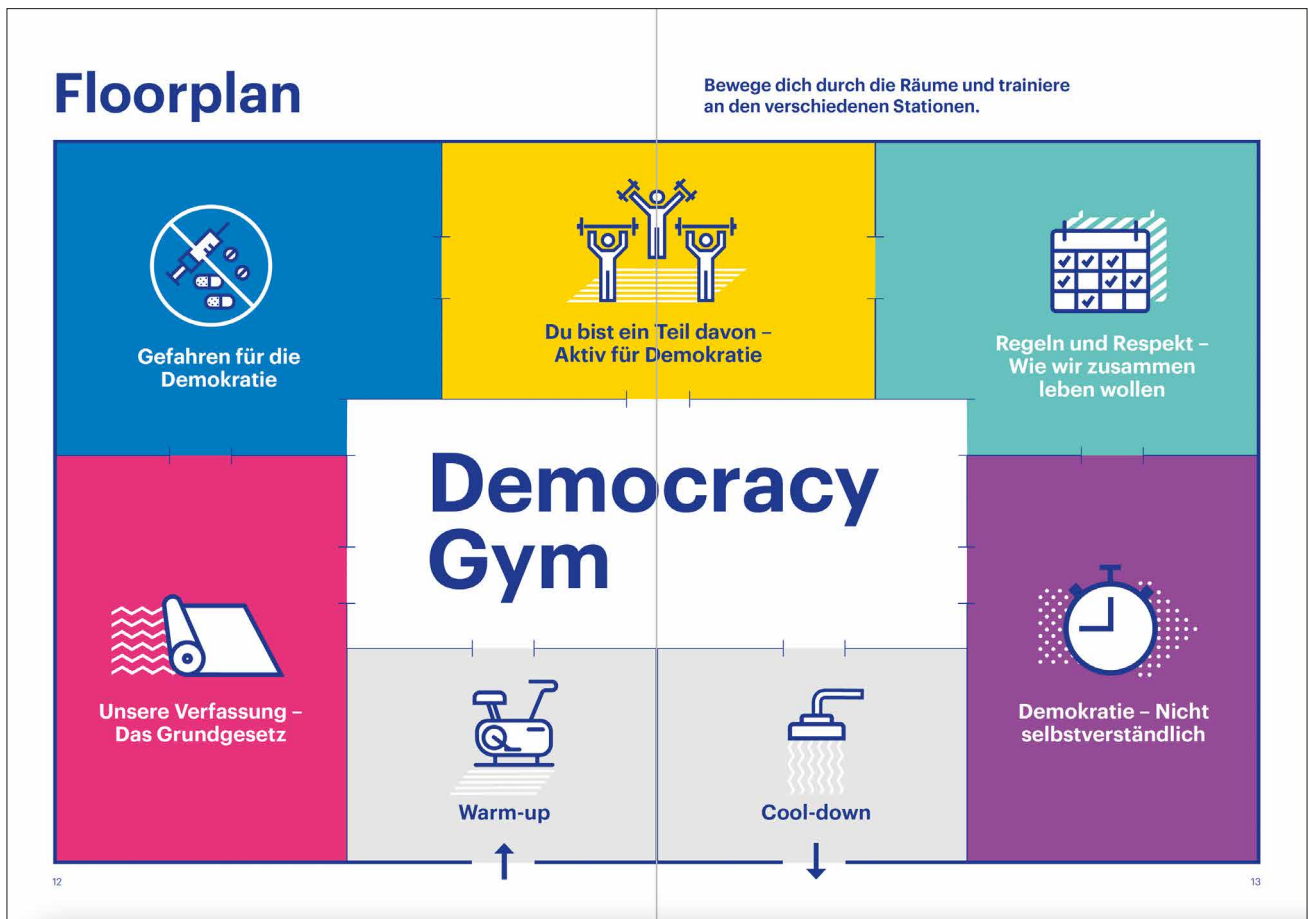 Floorplan
Bewege dich durch die Räume und trainiere
an den verschiedenen Stationen.
Gefahren für die
Demokratie
Du bist ein Teil davon –
Aktiv für Demokratie
Regeln und Respekt –
Wie wir zusammen
leben wollen
Democracy
Gym
Unsere Verfassung –
Das Grundgesetz
Warm-up
Cool-down
Demokratie – Nicht
selbstverständlich
12
13